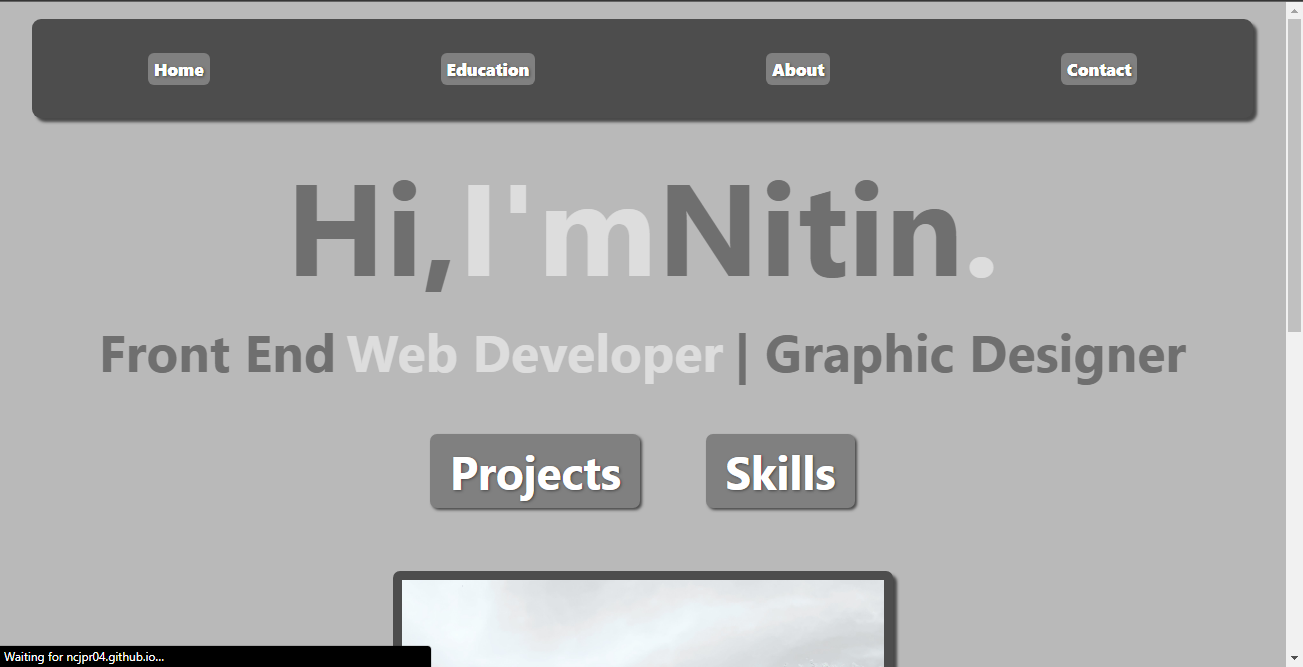 Home Education About Contact
Hi,I'mNitin.
Front End Web Developer | Graphic Designer
Projects Skills
Waiting for ncjpr04.github.io...